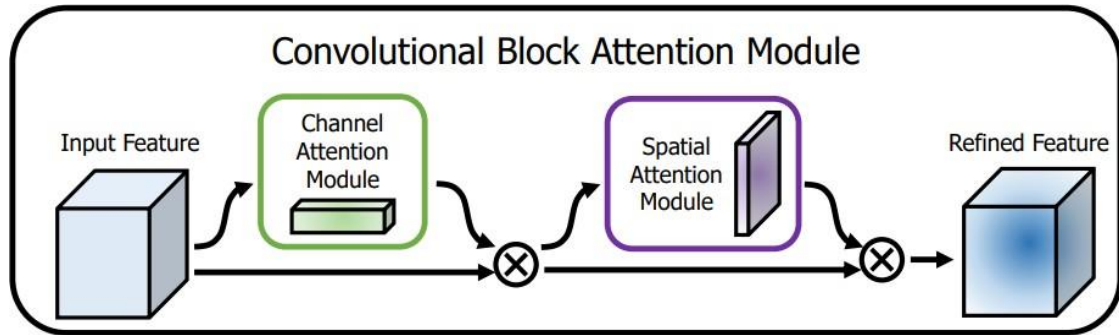 Convolutional Block Attention Module
Input Feature
Channel
Attention
Module
Spatial
Attention
Module
Refined Feature